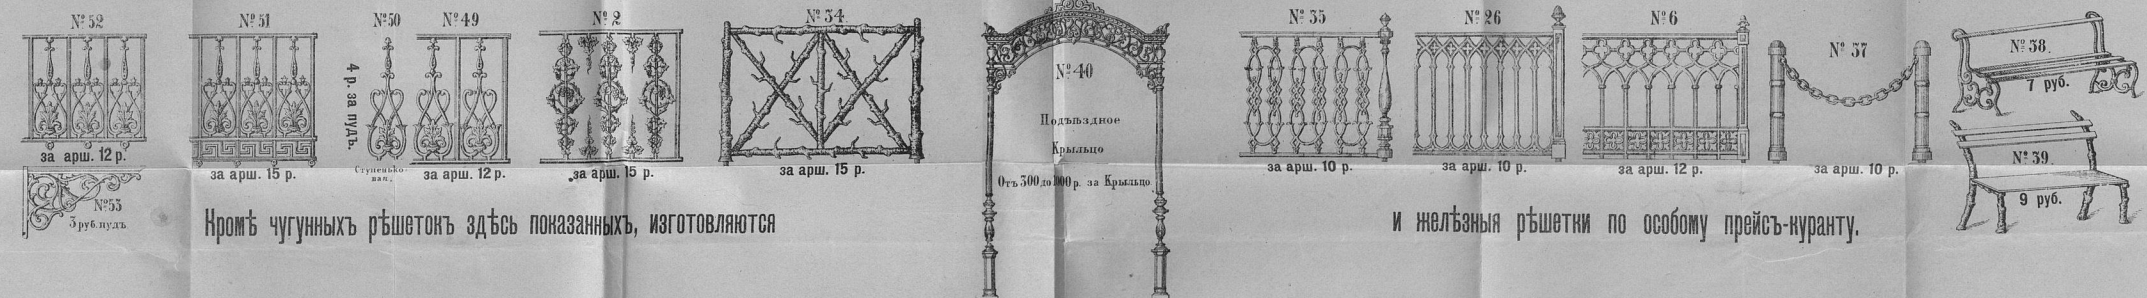 № 52
за арш. 12 р.
№ 53
3 руб. пудъ
№ 51
за арш. 15 р.
№ 50
4 р. за пудъ.
Ступенько-
вая.
№ 49
за арш. 12 р.
№ 2
за арш. 15 р.
№ 34.
за арш. 15 р.
Кромѣ чугунныхъ рѣшетокъ здѣсь показанныхъ, изготовляются
№ 40
Подъѣздное
Крыльцо
Отъ 300 до 1000 р. за Крыльцо
№ 35
за арш. 10 р.
№ 26
за арш. 10 р.
№ 6
за арш. 12 р.
№ 37
за арш. 10 р.
и желѣзныя рѣшетки по особому прейсъ-куранту.
№ 38.
7 руб.
№ 39.
9 руб.